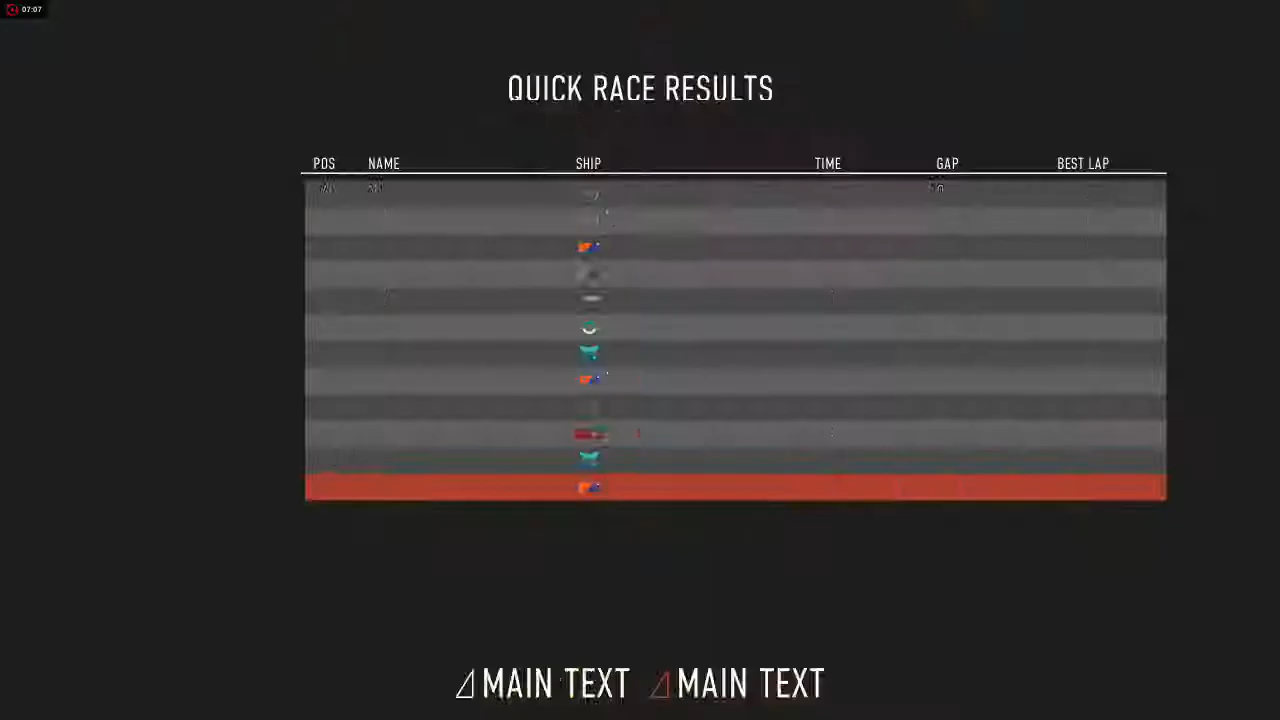 07:07
QUICK RACE RESULTS
POS NAME SHIP TIME GAP BEST LAP
MAIN TEXT MAIN TEXT